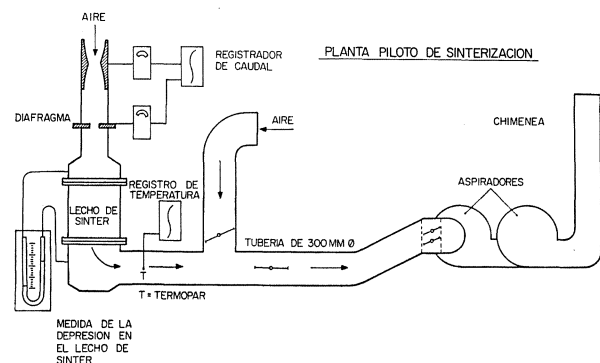 AIRE
PLANTA PILOTO DE SINTERIZACION
REGISTRADOR
DE CAUDAL
DIAFRAGMA
AIRE
CHIMENEA
REGISTRO DE
TEMPERATURA
ASPIRADORES
LECHO DE
SINTER
TUBERIA DE 300 MM Ø
T
T = TERMOPAR
MEDIDA DE LA
DEPRESION EN
EL LECHO DE
SINTER